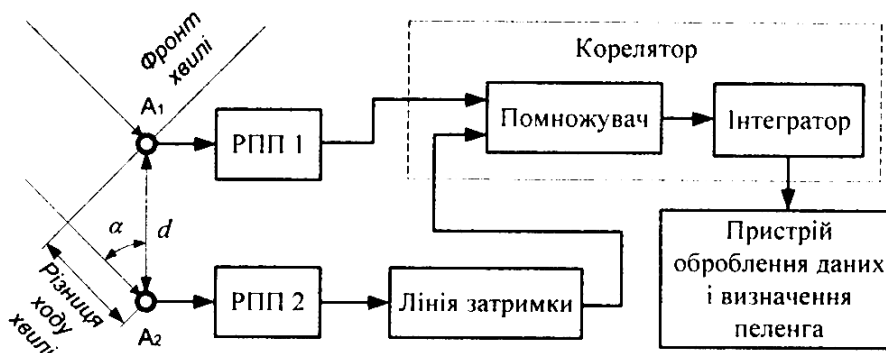 Фронт
хвилі
Корелятор
A1
РПП 1
Помножувач
Інтегратор
α
d
Різниця
ходу
хвилі
A2
РПП 2
Лінія затримки
Пристрій
оброблення даних
і визначення
пеленга